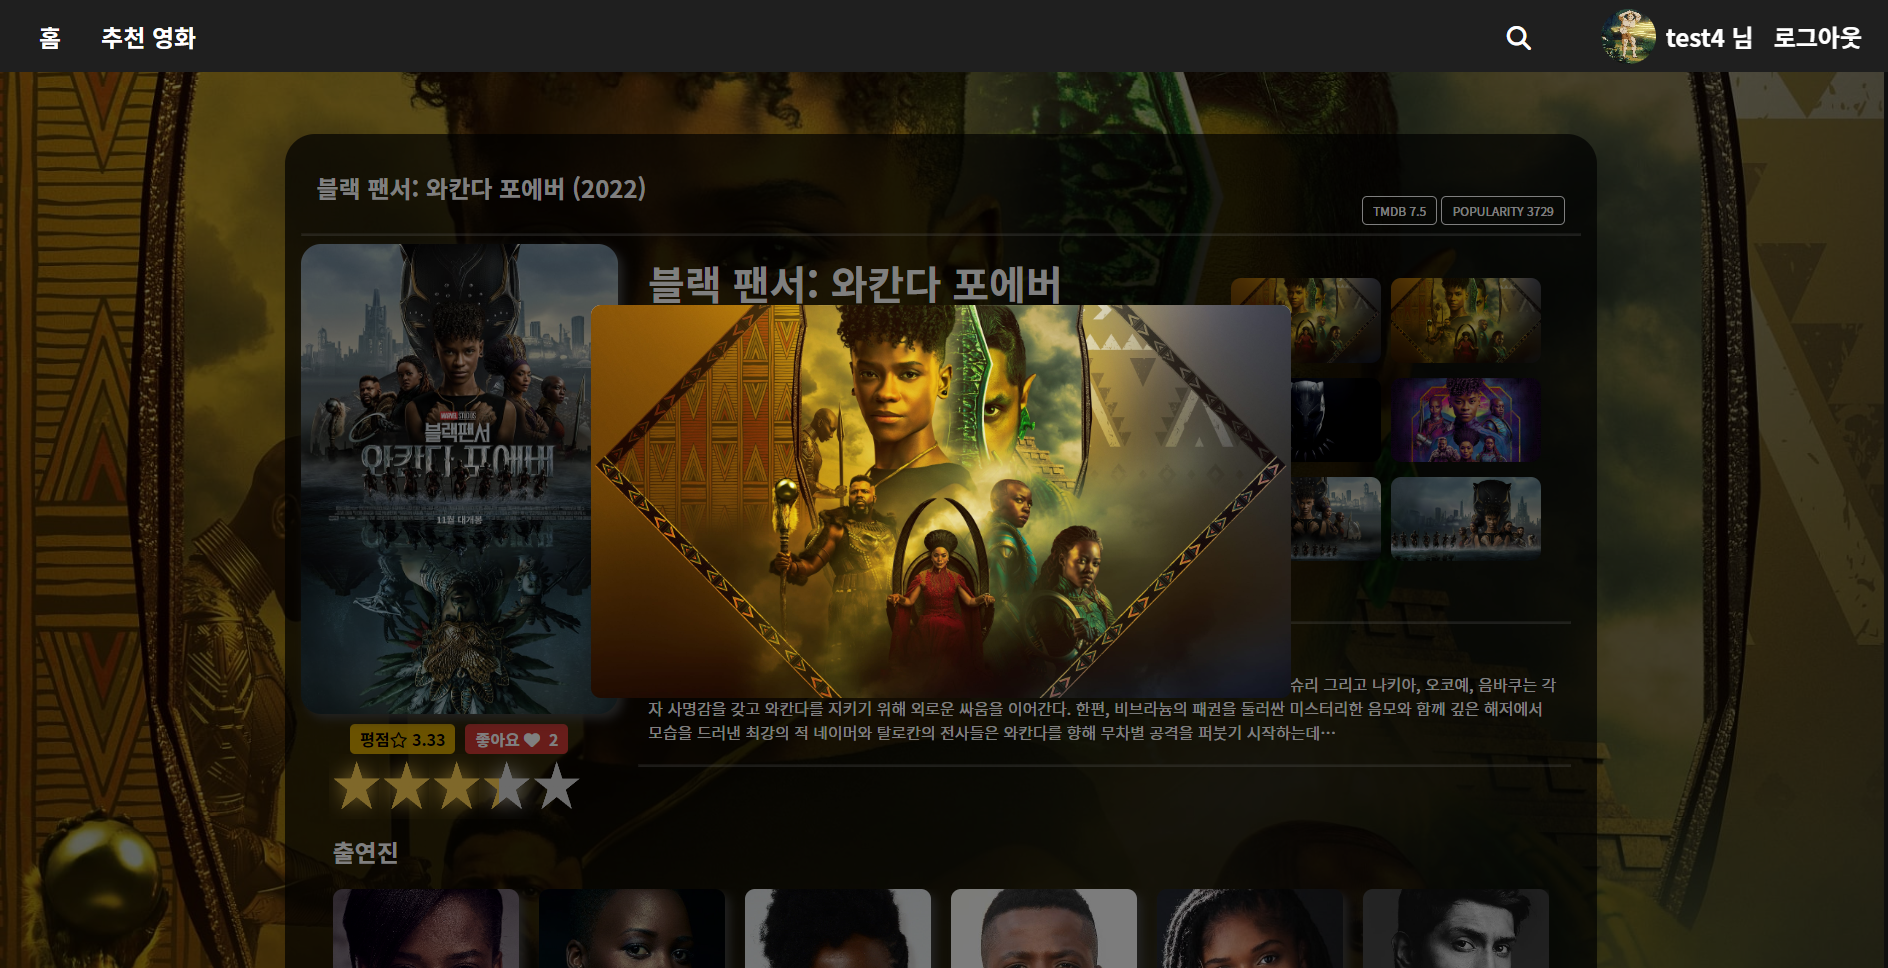 홈
추천 영화
test4 님
로그아웃
블랙 팬서: 와칸다 포에버 (2022)
TMDB 7.5
POPULARITY 3729
블랙 팬서: 와칸다 포에버
MARVEL STUDIOS
블랙팬서
와칸다 포에버
11월 대개봉
슈리 그리고 나키아, 오코예, 음바쿠는 각
자 사명감을 갖고 와칸다를 지키기 위해 외로운 싸움을 이어간다. 한편, 비브라늄의 패권을 둘러싼 미스터리한 음모와 함께 깊은 해저에서
모습을 드러낸 최강의 적 네이머와 탈로칸의 전사들은 와칸다를 향해 무차별 공격을 퍼붓기 시작하는데…
평점☆ 3.33
좋아요♥ 2
출연진